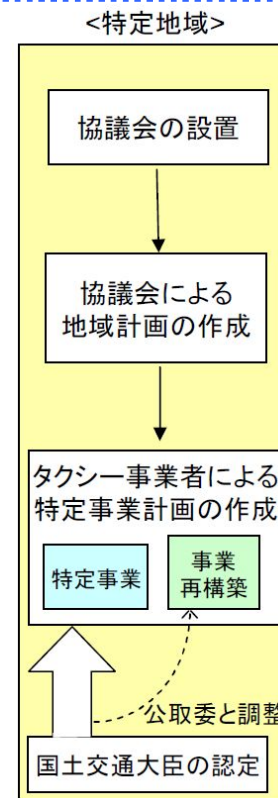 <特定地域>
協議会の設置
協議会による
地域計画の作成
タクシー事業者による
特定事業計画の作成
特定事業
事業
再構築
公取委と調整
国土交通大臣の認定